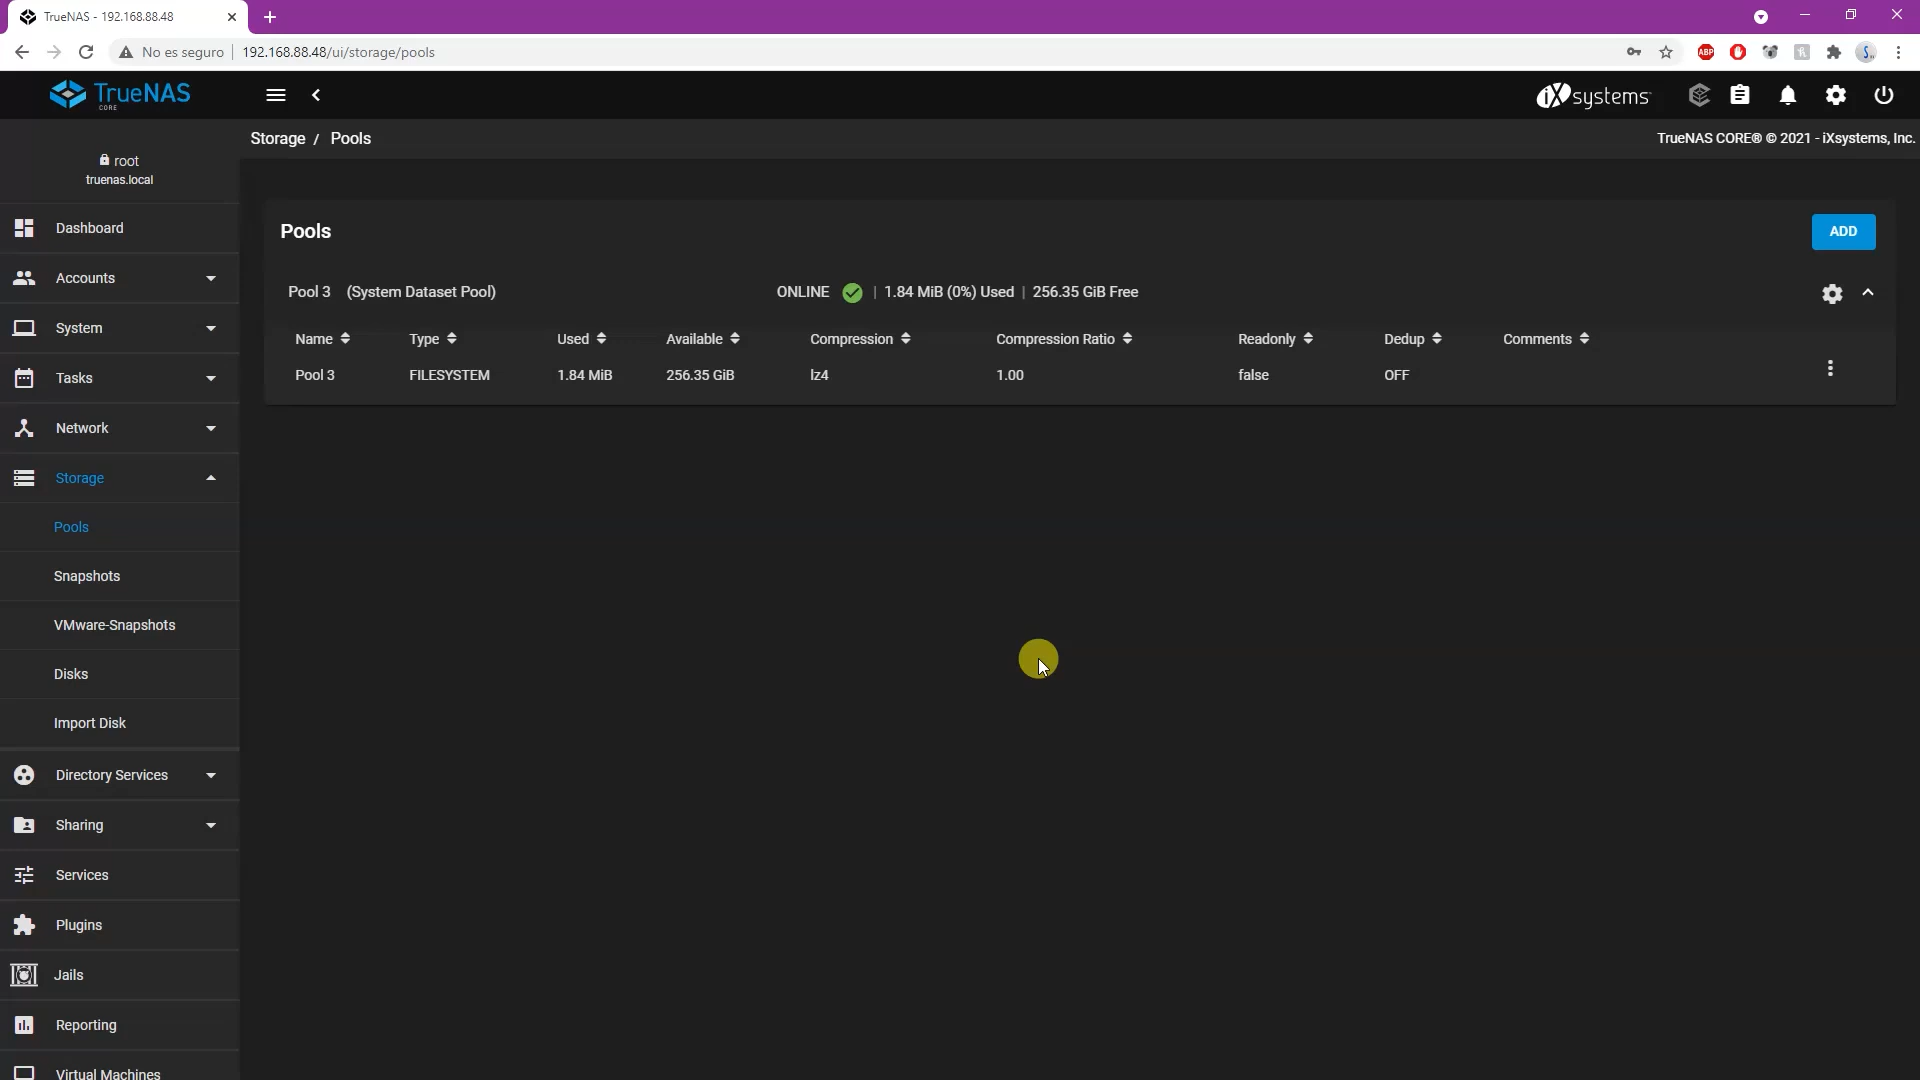 TrueNAS - 192.168.88.48
No es seguro | 192.168.88.48/ui/storage/pools
ABP
TrueNAS
CORE
iXsystems
Storage / Pools
TrueNAS CORE® © 2021 - iXsystems, Inc.
root
truenas.local
Dashboard
Accounts
System
Tasks
Network
Storage
Pools
Snapshots
VMware-Snapshots
Disks
Import Disk
Directory Services
Sharing
Services
Plugins
Jails
Reporting
Virtual Machines
Pools
ADD
Pool 3 (System Dataset Pool) ONLINE | 1.84 MiB (0%) Used | 256.35 GiB Free
Name Type Used Available Compression Compression Ratio Readonly Dedup Comments
Pool 3 FILESYSTEM 1.84 MiB 256.35 GiB lz4 1.00 false OFF